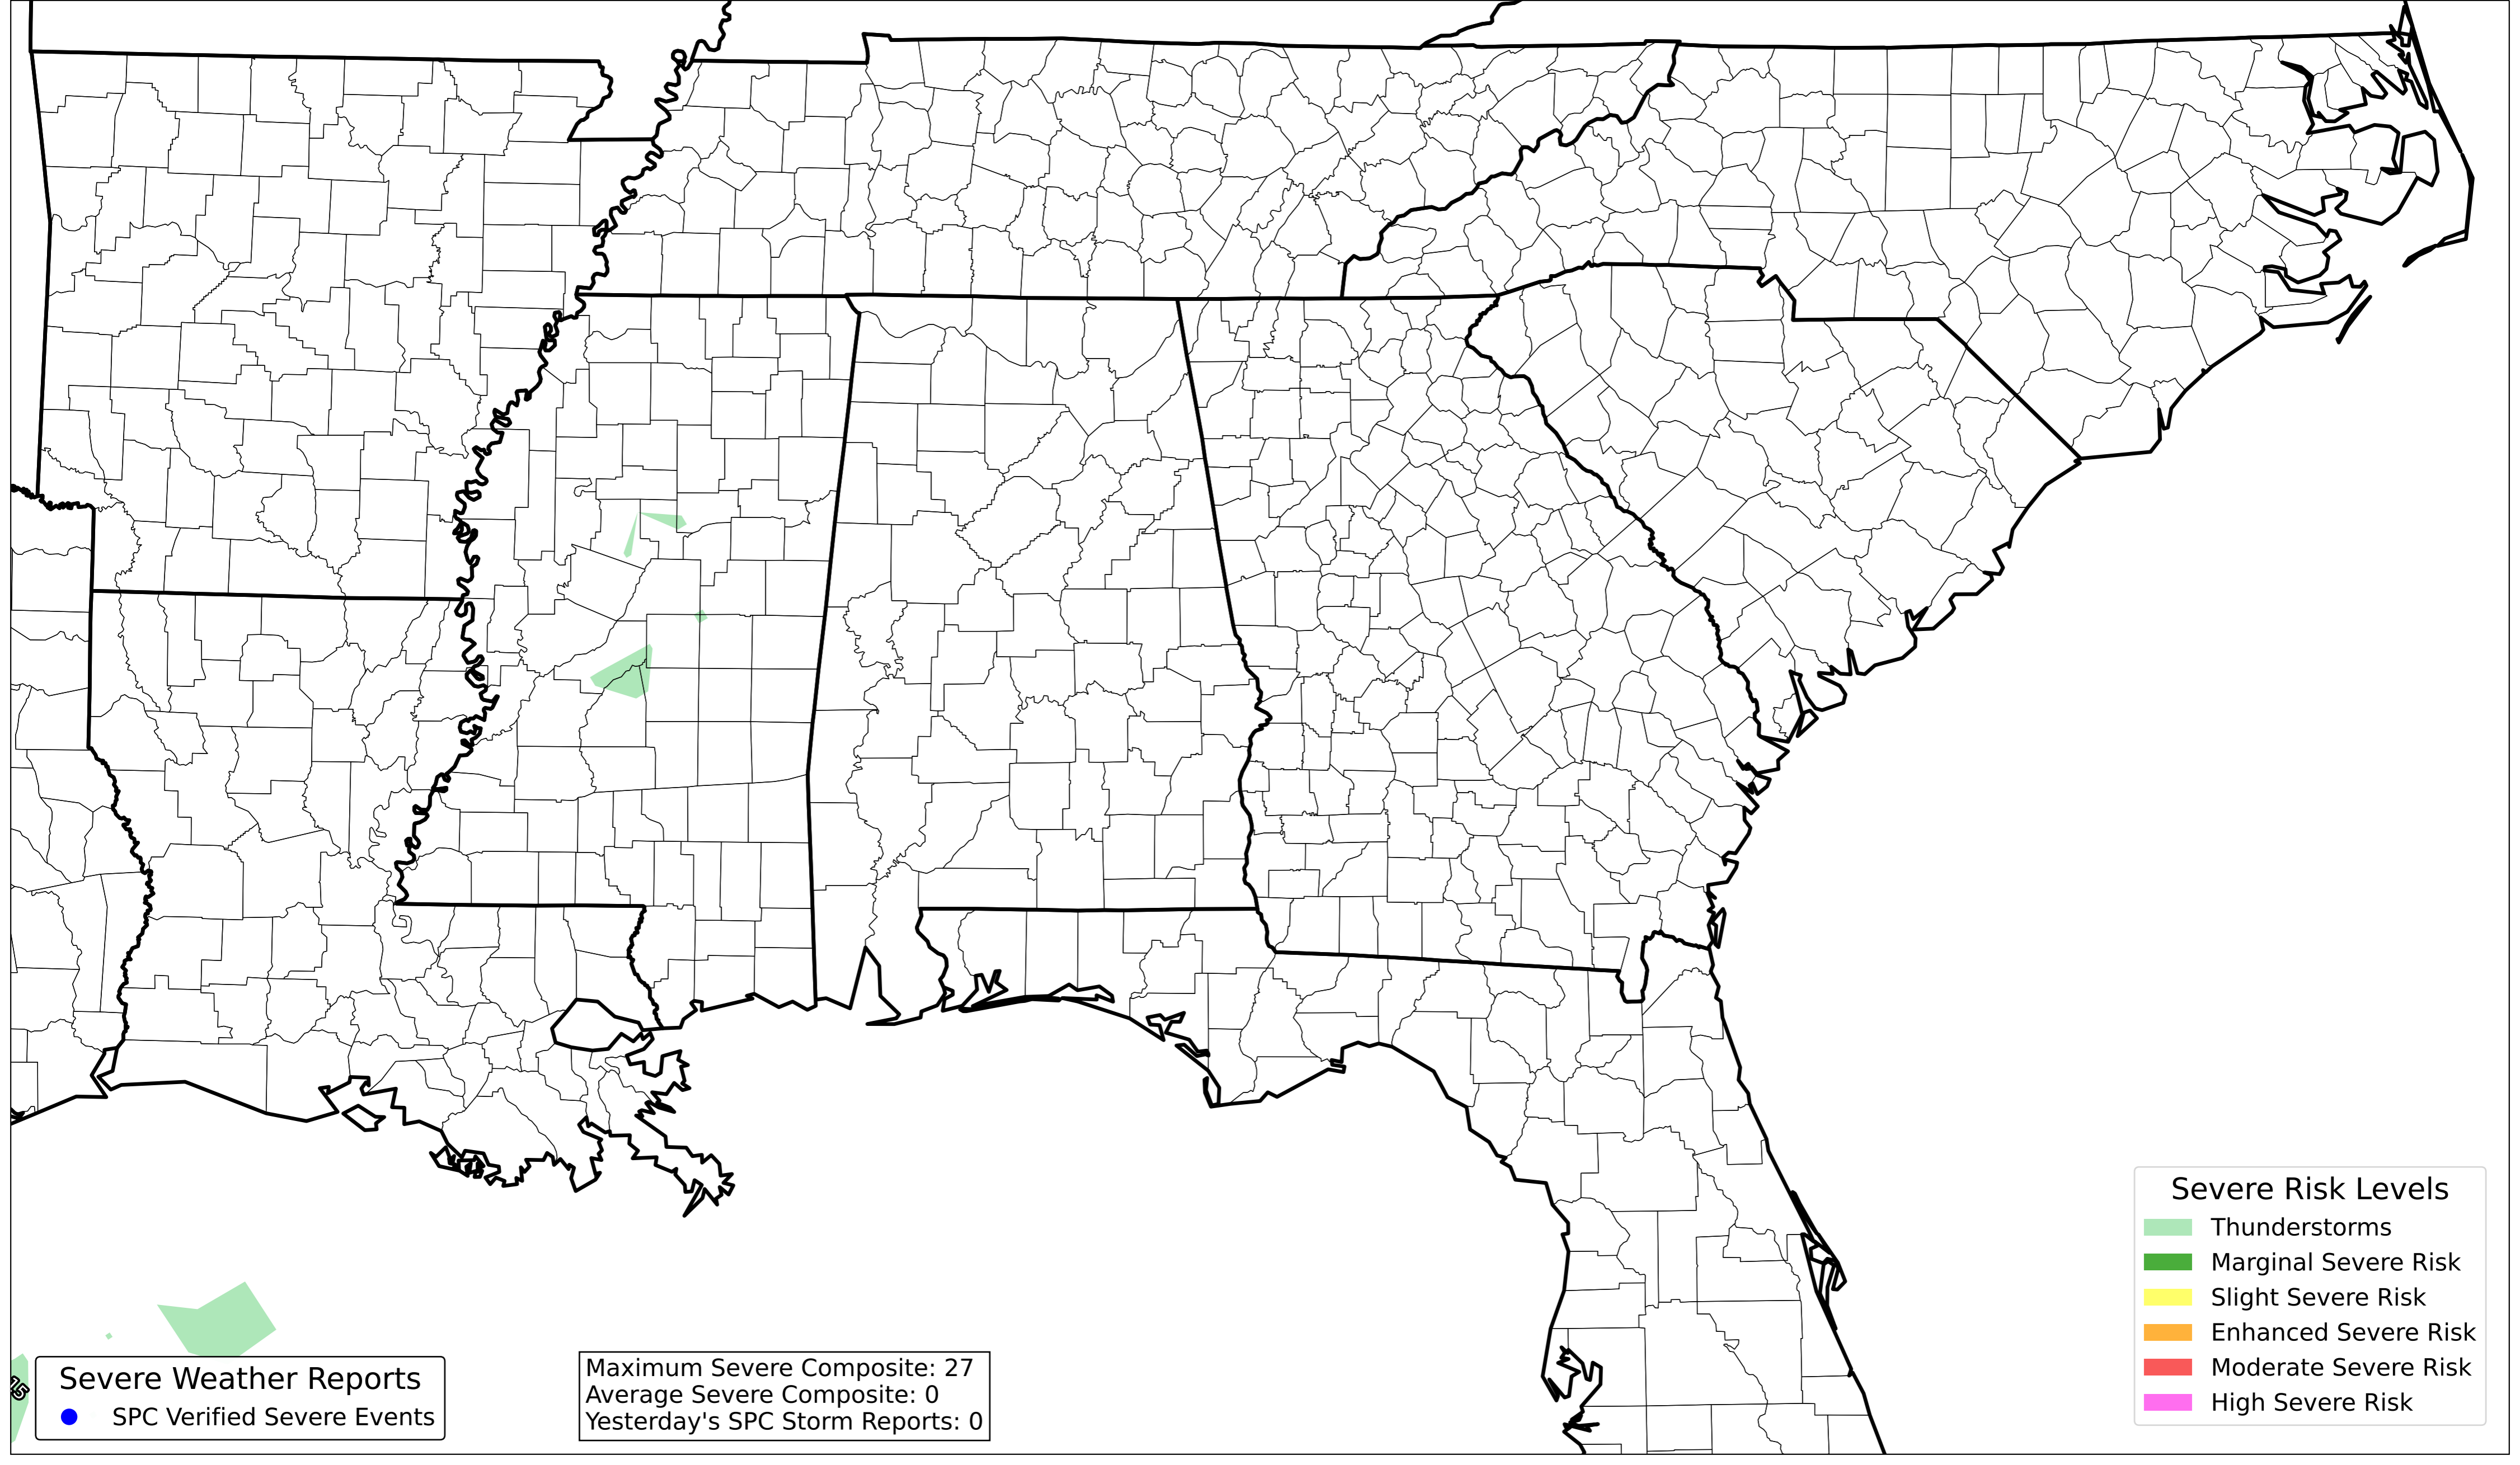 15
Severe Weather Reports
SPC Verified Severe Events
Maximum Severe Composite: 27
Average Severe Composite: 0
Yesterday's SPC Storm Reports: 0
Severe Risk Levels
Thunderstorms
Marginal Severe Risk
Slight Severe Risk
Enhanced Severe Risk
Moderate Severe Risk
High Severe Risk